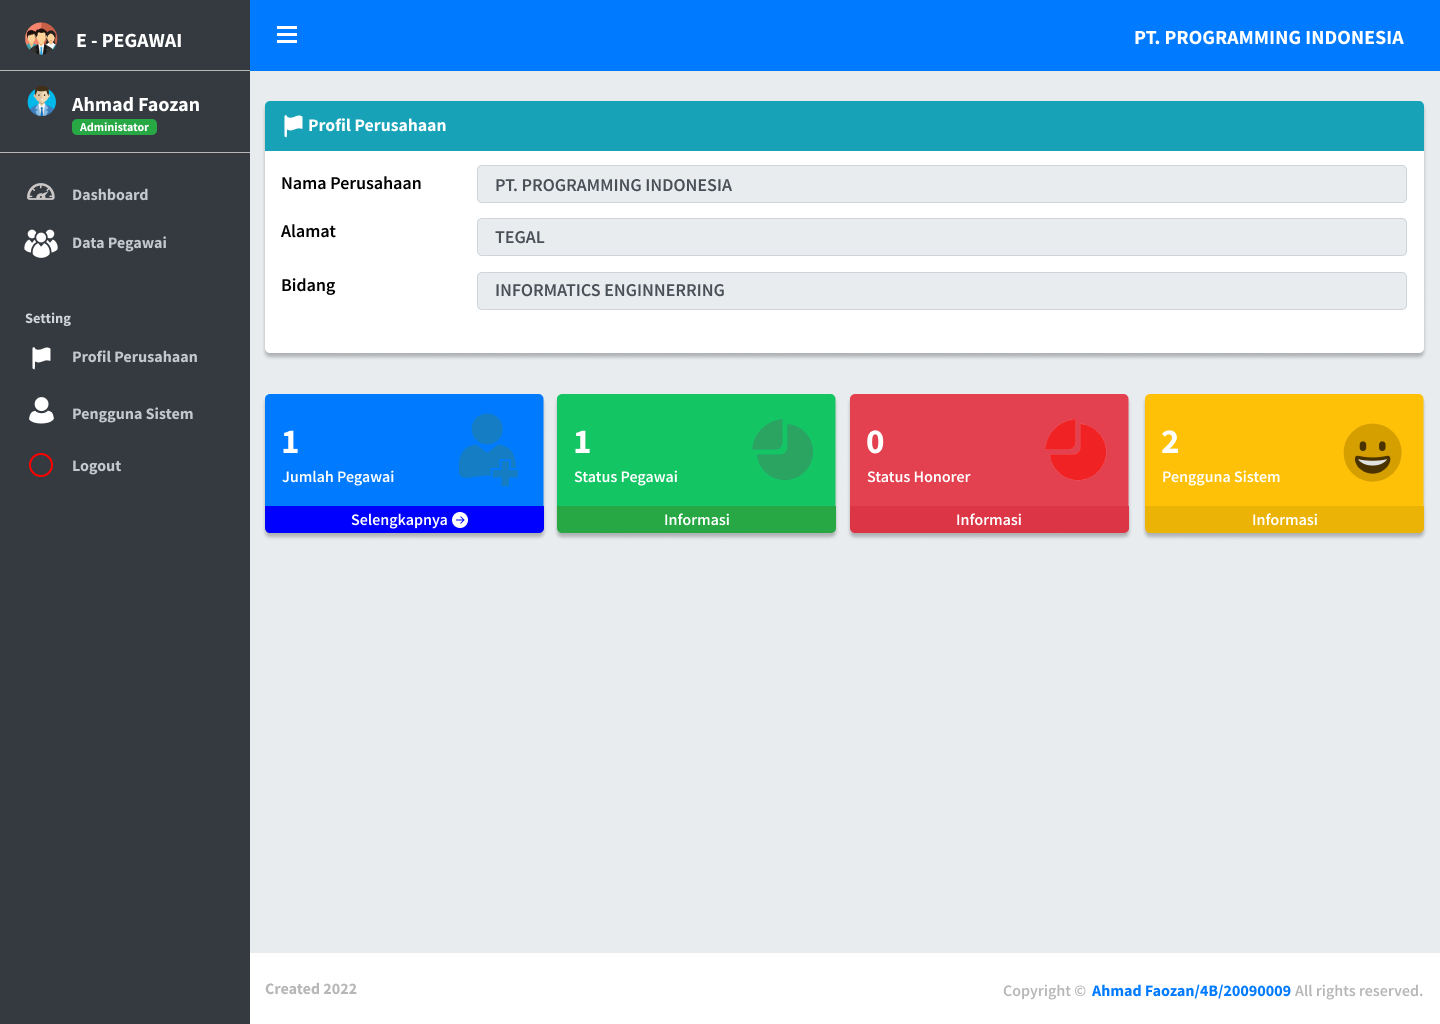 E - PEGAWAI
PT. PROGRAMMING INDONESIA
Ahmad Faozan
Administator
Dashboard
Data Pegawai
Setting
Profil Perusahaan
Pengguna Sistem
Logout
Profil Perusahaan
Nama Perusahaan
PT. PROGRAMMING INDONESIA
Alamat
TEGAL
Bidang
INFORMATICS ENGINNERRING
1
Jumlah Pegawai
Selengkapnya
1
Status Pegawai
Informasi
0
Status Honorer
Informasi
2
Pengguna Sistem
Informasi
Created 2022
Copyright © Ahmad Faozan/4B/20090009 All rights reserved.